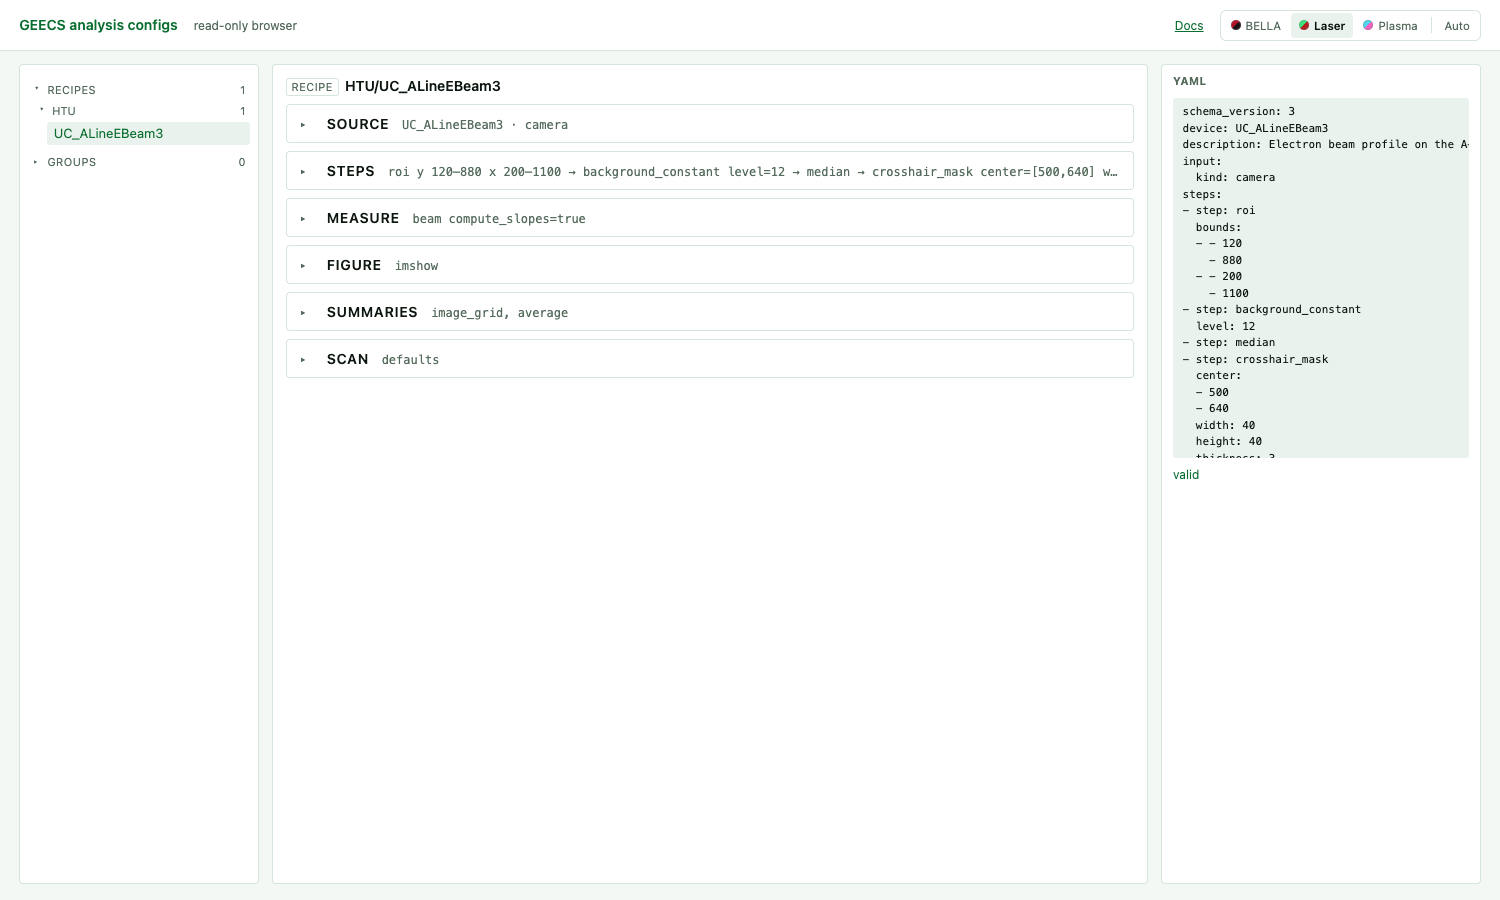 GEECS analysis configs read-only browser Docs BELLA Laser Plasma Auto
RECIPES 1
HTU 1
UC_ALineEBeam3
GROUPS 0
RECIPE HTU/UC_ALineEBeam3
SOURCE UC_ALineEBeam3 · camera
STEPS roi y 120–880 x 200–1100 → background_constant level=12 → median → crosshair_mask center=[500,640] w…
MEASURE beam compute_slopes=true
FIGURE imshow
SUMMARIES image_grid, average
SCAN defaults
YAML
schema_version: 3
device: UC_ALineEBeam3
description: Electron beam profile on the A-
input:
  kind: camera
steps:
- step: roi
  bounds:
  - - 120
    - 880
  - - 200
    - 1100
- step: background_constant
  level: 12
- step: median
- step: crosshair_mask
  center:
  - 500
  - 640
  width: 40
  height: 40
  thickness: 3
valid